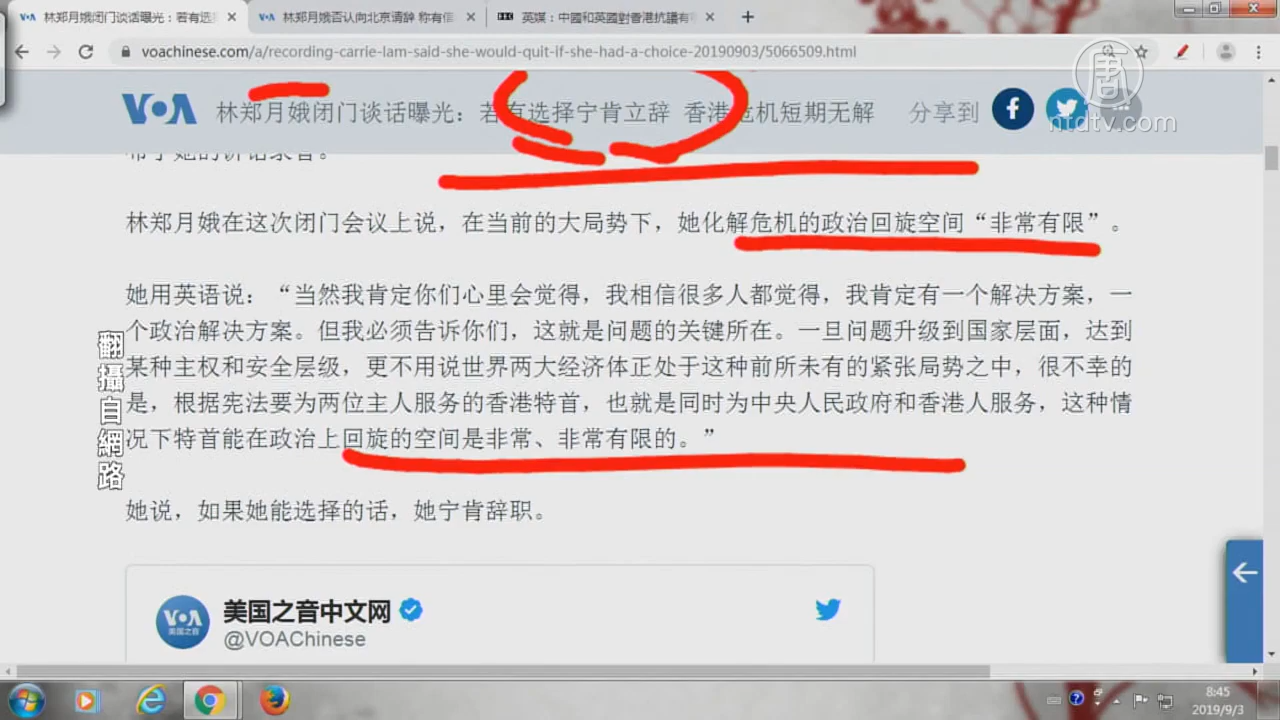 林郑月娥闭门谈话曝光：若有选
林郑月娥否认向北京请辞 称有信
英媒：中國和英國對香港抗議有
voachinese.com/a/recording-carrie-lam-said-she-would-quit-if-she-had-a-choice-20190903/5066509.html
唐
ntdtv.com
VOA 林郑月娥闭门谈话曝光：若有选择宁肯立辞 香港危机短期无解 分享到
布了她的讲话录音。
林郑月娥在这次闭门会议上说，在当前的大局势下，她化解危机的政治回旋空间“非常有限”。
她用英语说：“当然我肯定你们心里会觉得，我相信很多人都觉得，我肯定有一个解决方案，一
个政治解决方案。但我必须告诉你们，这就是问题的关键所在。一旦问题升级到国家层面，达到
某种主权和安全层级，更不用说世界两大经济体正处于这种前所未有的紧张局势之中，很不幸的
是，根据宪法要为两位主人服务的香港特首，也就是同时为中央人民政府和香港人服务，这种情
况下特首能在政治上回旋的空间是非常、非常有限的。”
她说，如果她能选择的话，她宁肯辞职。
翻攝自網路
VOA
美国之音
美国之音中文网
@VOAChinese
8:45
2019/9/3